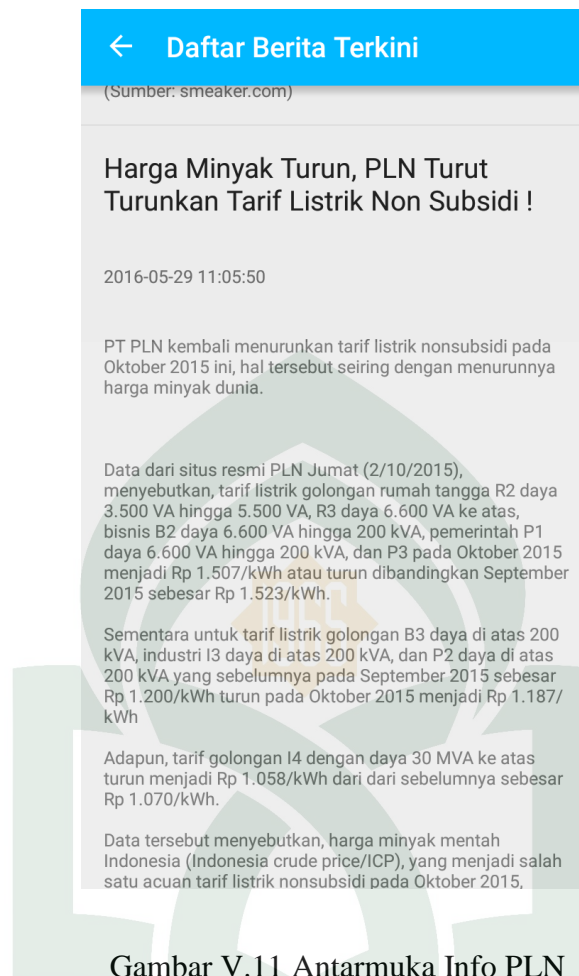 Daftar Berita Terkini
(Sumber: smeaker.com)
Harga Minyak Turun, PLN Turut
Turunkan Tarif Listrik Non Subsidi !
2016-05-29 11:05:50
PT PLN kembali menurunkan tarif listrik nonsubsidi pada
Oktober 2015 ini, hal tersebut seiring dengan menurunnya
harga minyak dunia.
Data dari situs resmi PLN Jumat (2/10/2015),
menyebutkan, tarif listrik golongan rumah tangga R2 daya
3.500 VA hingga 5.500 VA, R3 daya 6.600 VA ke atas,
bisnis B2 daya 6.600 VA hingga 200 kVA, pemerintah P1
daya 6.600 VA hingga 200 kVA, dan P3 pada Oktober 2015
menjadi Rp 1.507/kWh atau turun dibandingkan September
2015 sebesar Rp 1.523/kWh.
Sementara untuk tarif listrik golongan B3 daya di atas 200
kVA, industri I3 daya di atas 200 kVA, dan P2 daya di atas
200 kVA yang sebelumnya pada September 2015 sebesar
Rp 1.200/kWh turun pada Oktober 2015 menjadi Rp 1.187/
kWh
Adapun, tarif golongan I4 dengan daya 30 MVA ke atas
turun menjadi Rp 1.058/kWh dari dari sebelumnya sebesar
Rp 1.070/kWh.
Data tersebut menyebutkan, harga minyak mentah
Indonesia (Indonesia crude price/ICP), yang menjadi salah
satu acuan tarif listrik nonsubsidi pada Oktober 2015,
Gambar V.11 Antarmuka Info PLN